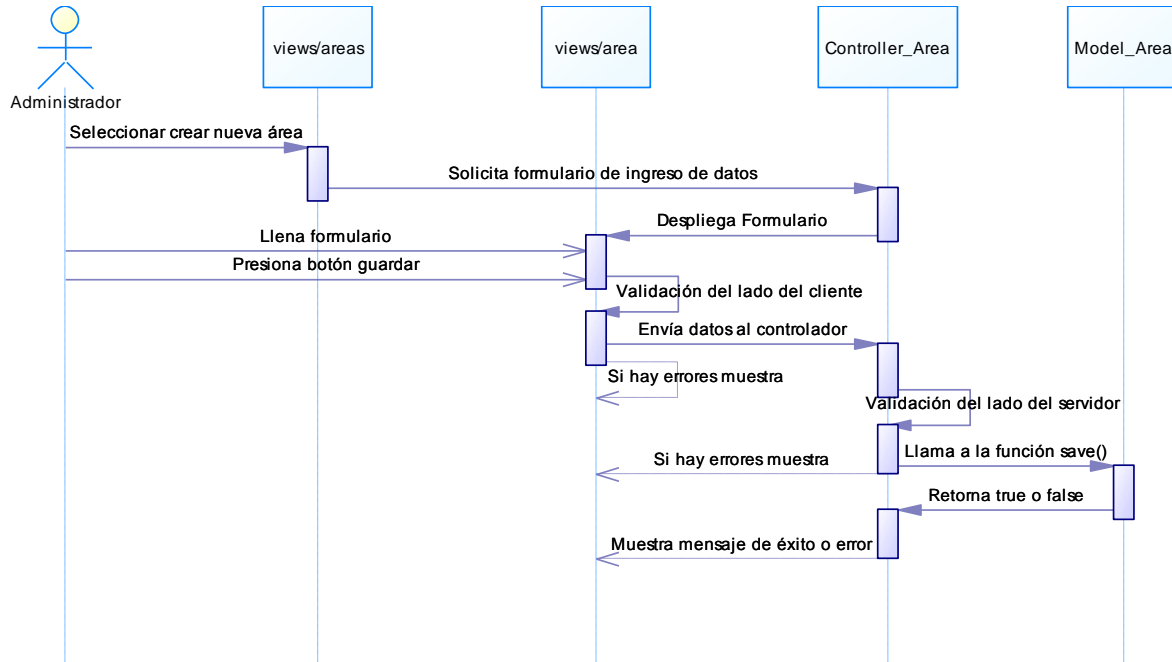 views/areas
views/area
Controller_Area
Model_Area
Administrador
Seleccionar crear nueva área
Solicita formulario de ingreso de datos
Despliega Formulario
Llena formulario
Presiona botón guardar
Validación del lado del cliente
Envía datos al controlador
Si hay errores muestra
Validación del lado del servidor
Llama a la función save()
Si hay errores muestra
Retorna true o false
Muestra mensaje de éxito o error